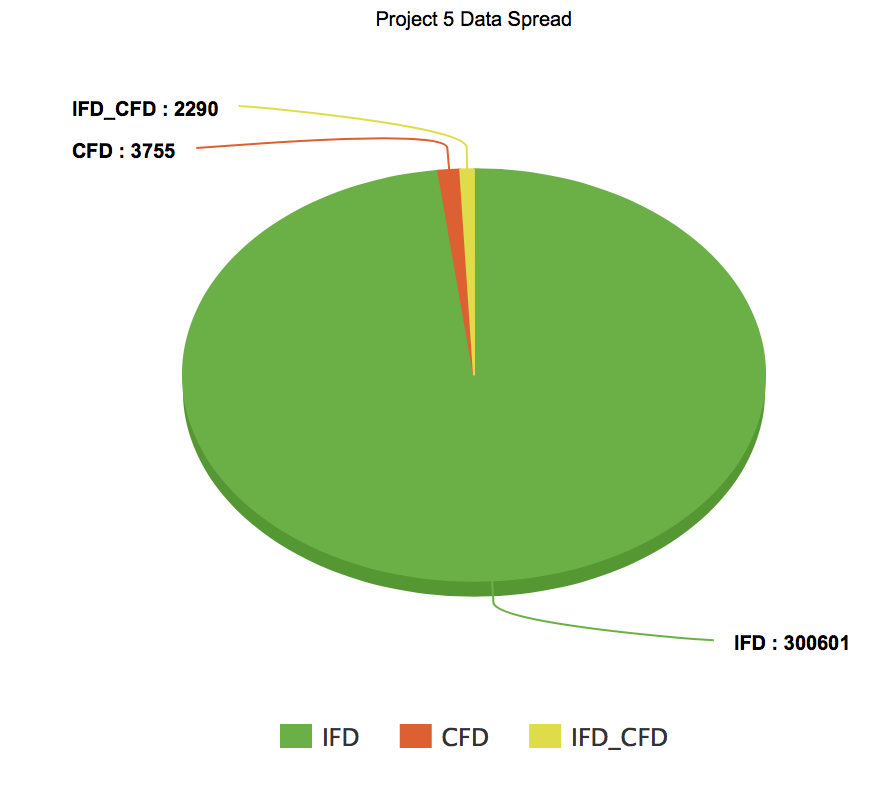 Project 5 Data Spread
IFD_CFD : 2290
CFD : 3755
IFD : 300601
IFD CFD IFD_CFD